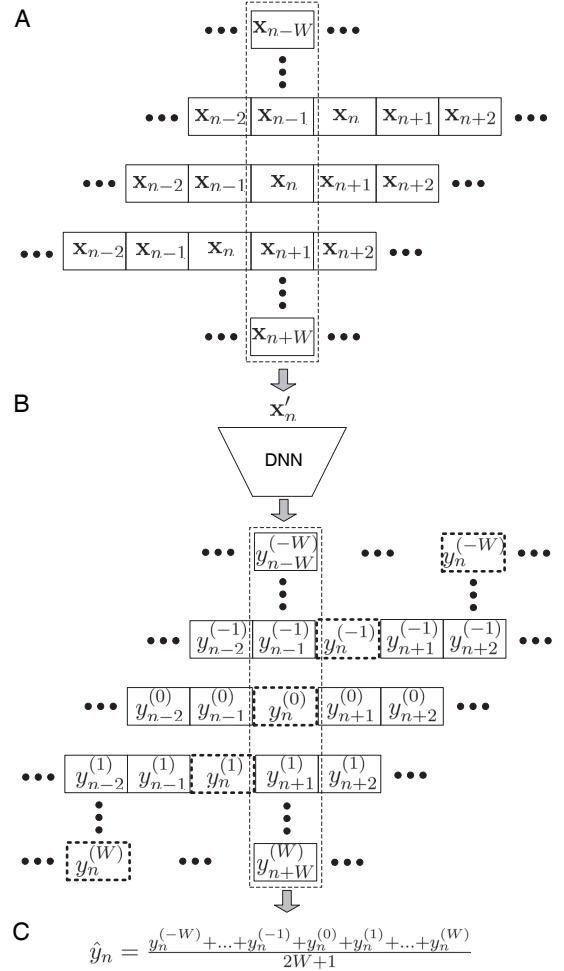 A
••• x_{n−W} •••
••• x_{n−2} x_{n−1} x_n x_{n+1} x_{n+2} •••
••• x_{n−2} x_{n−1} x_n x_{n+1} x_{n+2} •••
••• x_{n−2} x_{n−1} x_n x_{n+1} x_{n+2} •••
••• x_{n+W} •••
B
x′_n
DNN
••• y_{n−W}^{(−W)} ••• y_n^{(−W)} •••
••• y_{n−2}^{(−1)} y_{n−1}^{(−1)} y_n^{(−1)} y_{n+1}^{(−1)} y_{n+2}^{(−1)} •••
••• y_{n−2}^{(0)} y_{n−1}^{(0)} y_n^{(0)} y_{n+1}^{(0)} y_{n+2}^{(0)} •••
••• y_{n−2}^{(1)} y_{n−1}^{(1)} y_n^{(1)} y_{n+1}^{(1)} y_{n+2}^{(1)} •••
••• y_n^{(W)} ••• y_{n+W}^{(W)} •••
C
ŷ_n = \frac{y_n^{(−W)}+...+y_n^{(−1)}+y_n^{(0)}+y_n^{(1)}+...+y_n^{(W)}}{2W+1}